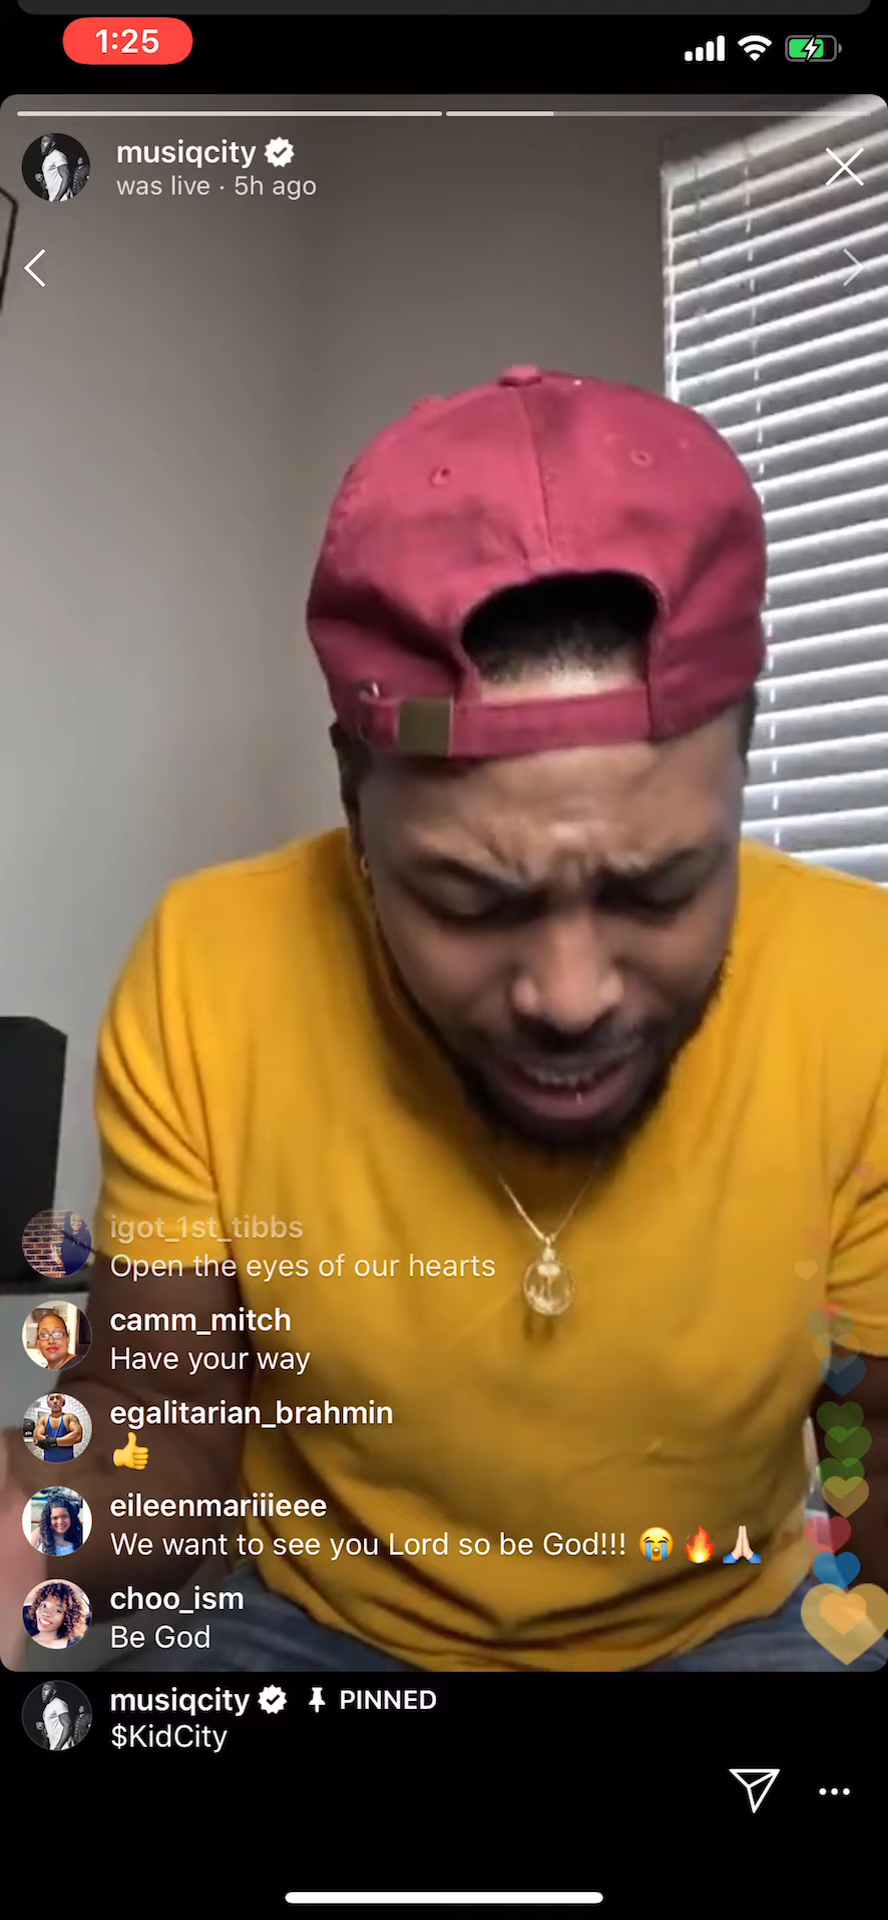 1:25
musiqcity
was live · 5h ago
igot_1st_tibbs
Open the eyes of our hearts
camm_mitch
Have your way
egalitarian_brahmin
👍
eileenmariiieee
We want to see you Lord so be God!!! 😭 🔥 🙏🏻
choo_ism
Be God
musiqcity PINNED
$KidCity